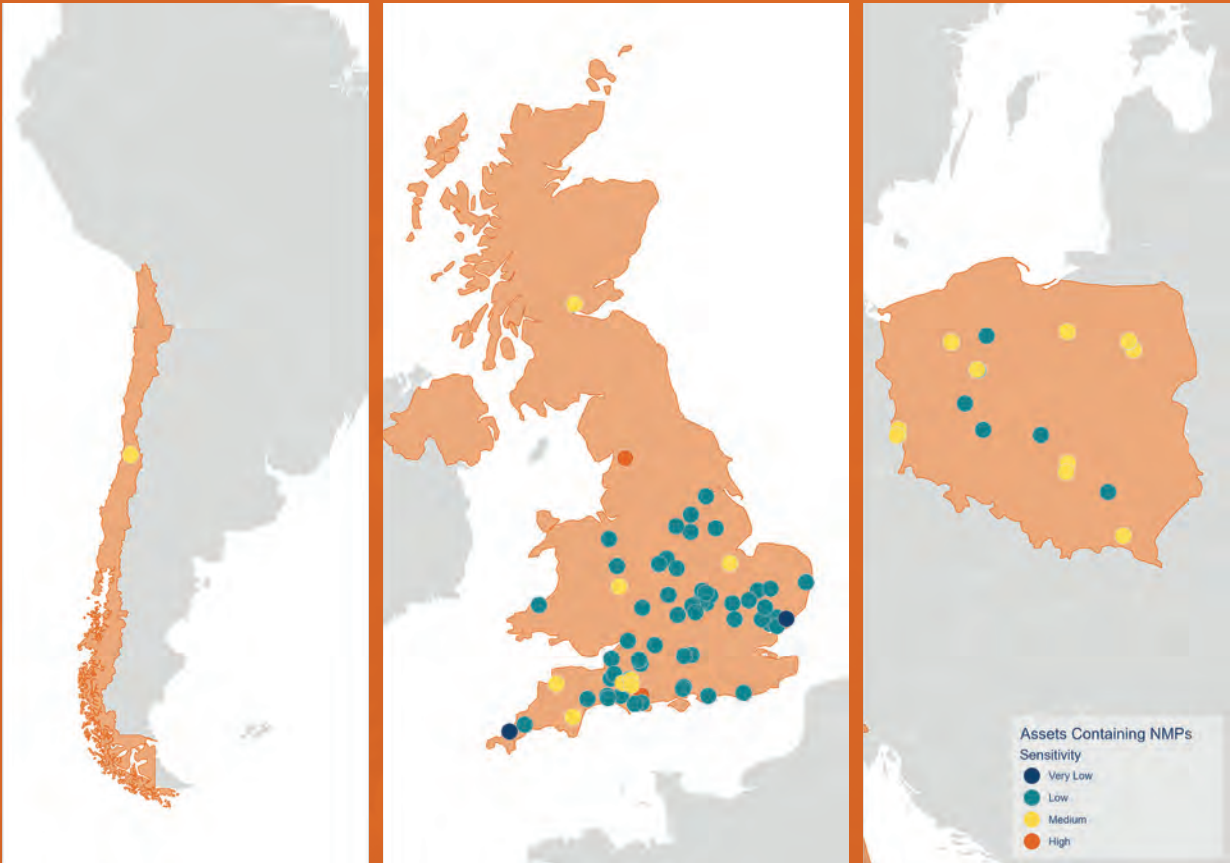 Assets Containing NMPs
Sensitivity
Very Low
Low
Medium
High